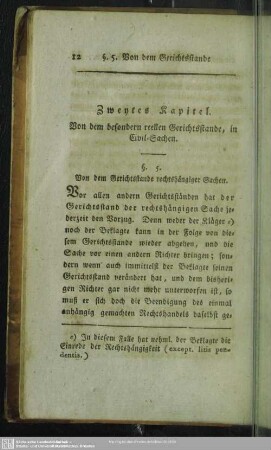 12 §. 5. Von dem Gerichtsstande
Zweytes Kapitel.
Von dem besondern reellen Gerichtsstande, in
Civil-Sachen.
§. 5.
Von dem Gerichtsstande rechtshängiger Sachen.
Vor allen andern Gerichtsständen hat der
Gerichtsstand der rechtshängigen Sache je-
derzeit den Vorzug. Denn weder der Kläger *)
noch der Beklagte kann in der Folge von die-
sem Gerichtsstande wieder abgehen, und die
Sache vor einen andern Richter bringen; son-
dern wenn auch immittelst der Beklagte seinen
Gerichtsstand verändert hat, und dem bisheri-
gen Richter gar nicht mehr unterworfen ist, so
muß er sich doch die Beendigung des einmal
anhängig gemachten Rechtshandels daselbst ge-
*) In diesem Falle hat nehml. der Beklagte die
Einrede der Rechtshängigkeit (except. litis pen-
dentis.)